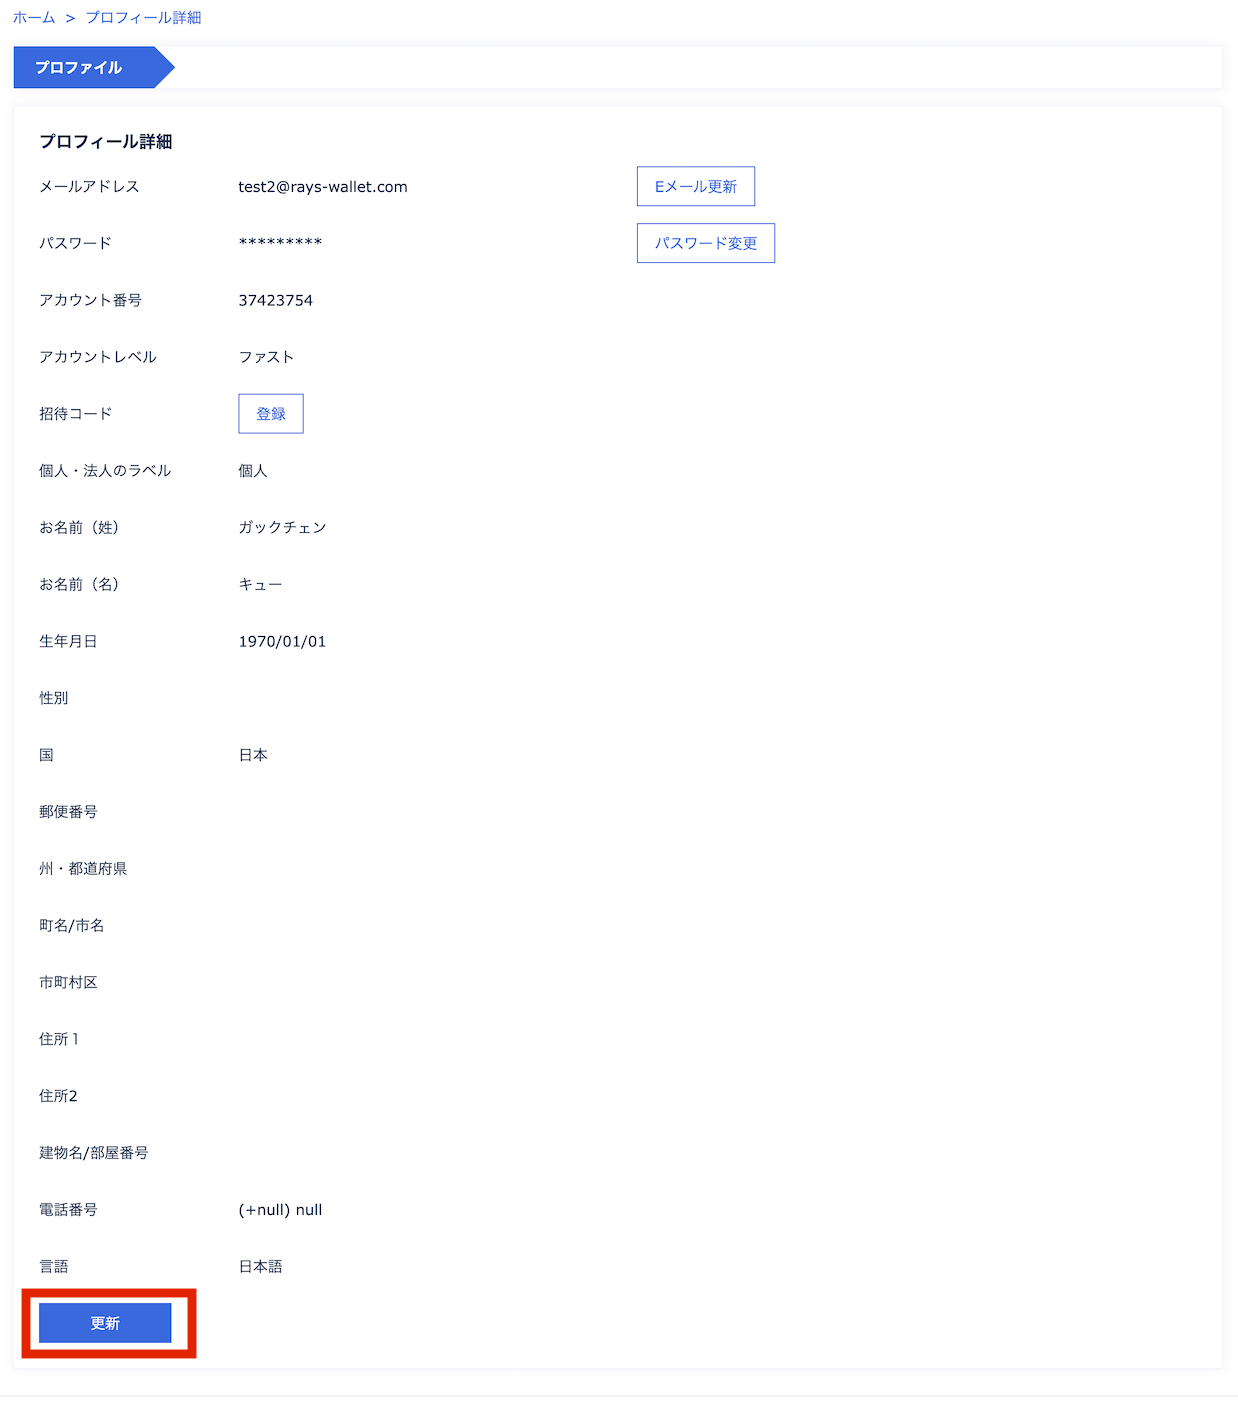 ホーム > プロフィール詳細
プロファイル
プロフィール詳細
メールアドレス test2@rays-wallet.com Eメール更新
パスワード ********* パスワード変更
アカウント番号 37423754
アカウントレベル ファスト
招待コード 登録
個人・法人のラベル 個人
お名前（姓） ガックチェン
お名前（名） キュー
生年月日 1970/01/01
性別
国 日本
郵便番号
州・都道府県
町名/市名
市町村区
住所１
住所2
建物名/部屋番号
電話番号 (+null) null
言語 日本語
更新